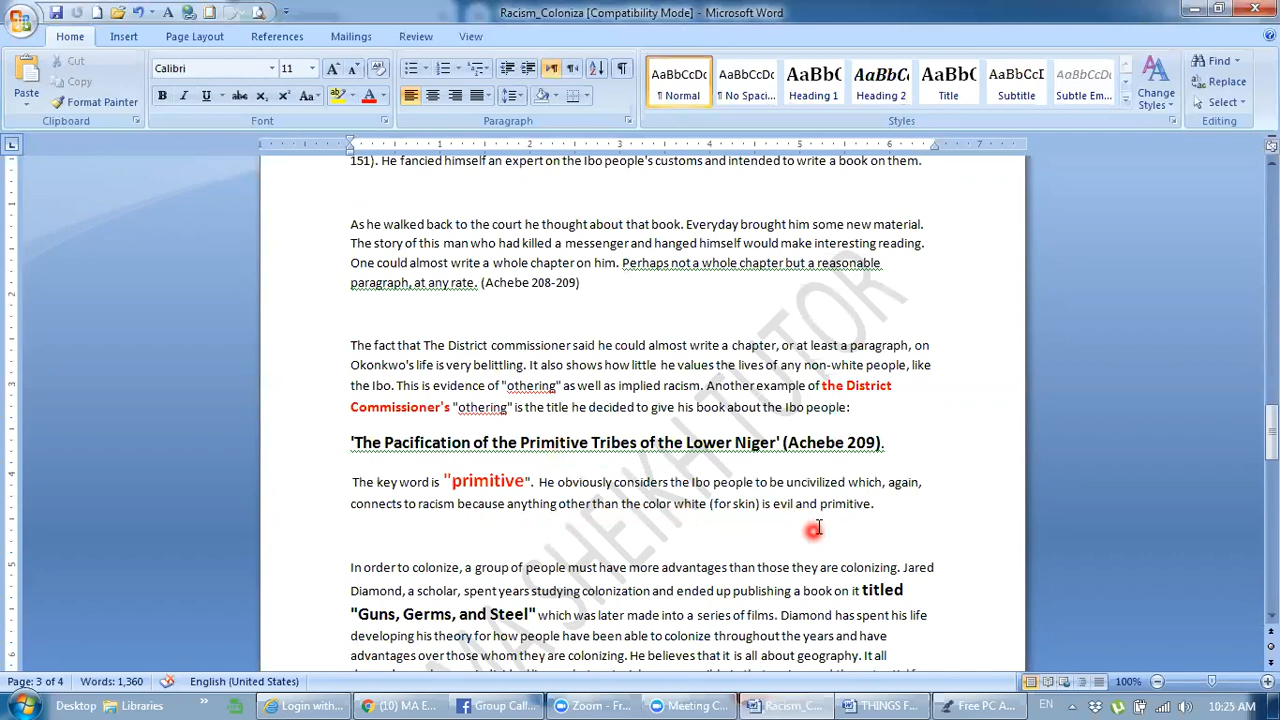 Racism_Coloniza [Compatibility Mode] - Microsoft Word
Home Insert Page Layout References Mailings Review View
Paste
Cut
Copy
Format Painter
Clipboard
Calibri 11
Font
Paragraph
AaBbCcDc AaBbCcDc AaBbC AaBbC AaBbC AaBbCcI AaBbCcDc
¶ Normal ¶ No Spaci... Heading 1 Heading 2 Title Subtitle Subtle Em...
Styles
Change Styles
Find
Replace
Select
Editing
151). He fancied himself an expert on the Ibo people's customs and intended to write a book on them.
As he walked back to the court he thought about that book. Everyday brought him some new material.
The story of this man who had killed a messenger and hanged himself would make interesting reading.
One could almost write a whole chapter on him. Perhaps not a whole chapter but a reasonable
paragraph, at any rate. (Achebe 208-209)
The fact that The District commissioner said he could almost write a chapter, or at least a paragraph, on
Okonkwo's life is very belittling. It also shows how little he values the lives of any non-white people, like
the Ibo. This is evidence of "othering" as well as implied racism. Another example of the District
Commissioner's "othering" is the title he decided to give his book about the Ibo people:
'The Pacification of the Primitive Tribes of the Lower Niger' (Achebe 209).
The key word is "primitive". He obviously considers the Ibo people to be uncivilized which, again,
connects to racism because anything other than the color white (for skin) is evil and primitive.
In order to colonize, a group of people must have more advantages than those they are colonizing. Jared
Diamond, a scholar, spent years studying colonization and ended up publishing a book on it titled
"Guns, Germs, and Steel" which was later made into a series of films. Diamond has spent his life
developing his theory for how people have been able to colonize throughout the years and have
advantages over those whom they are colonizing. He believes that it is all about geography. It all
MA SHEIKH TUTOR
Page: 3 of 4 Words: 1,360 English (United States) 100%
Desktop Libraries Login with... (10) MA E... Group Call... Zoom - Fr... Meeting C... Racism_C... THINGS F... Free PC A... EN 10:25 AM